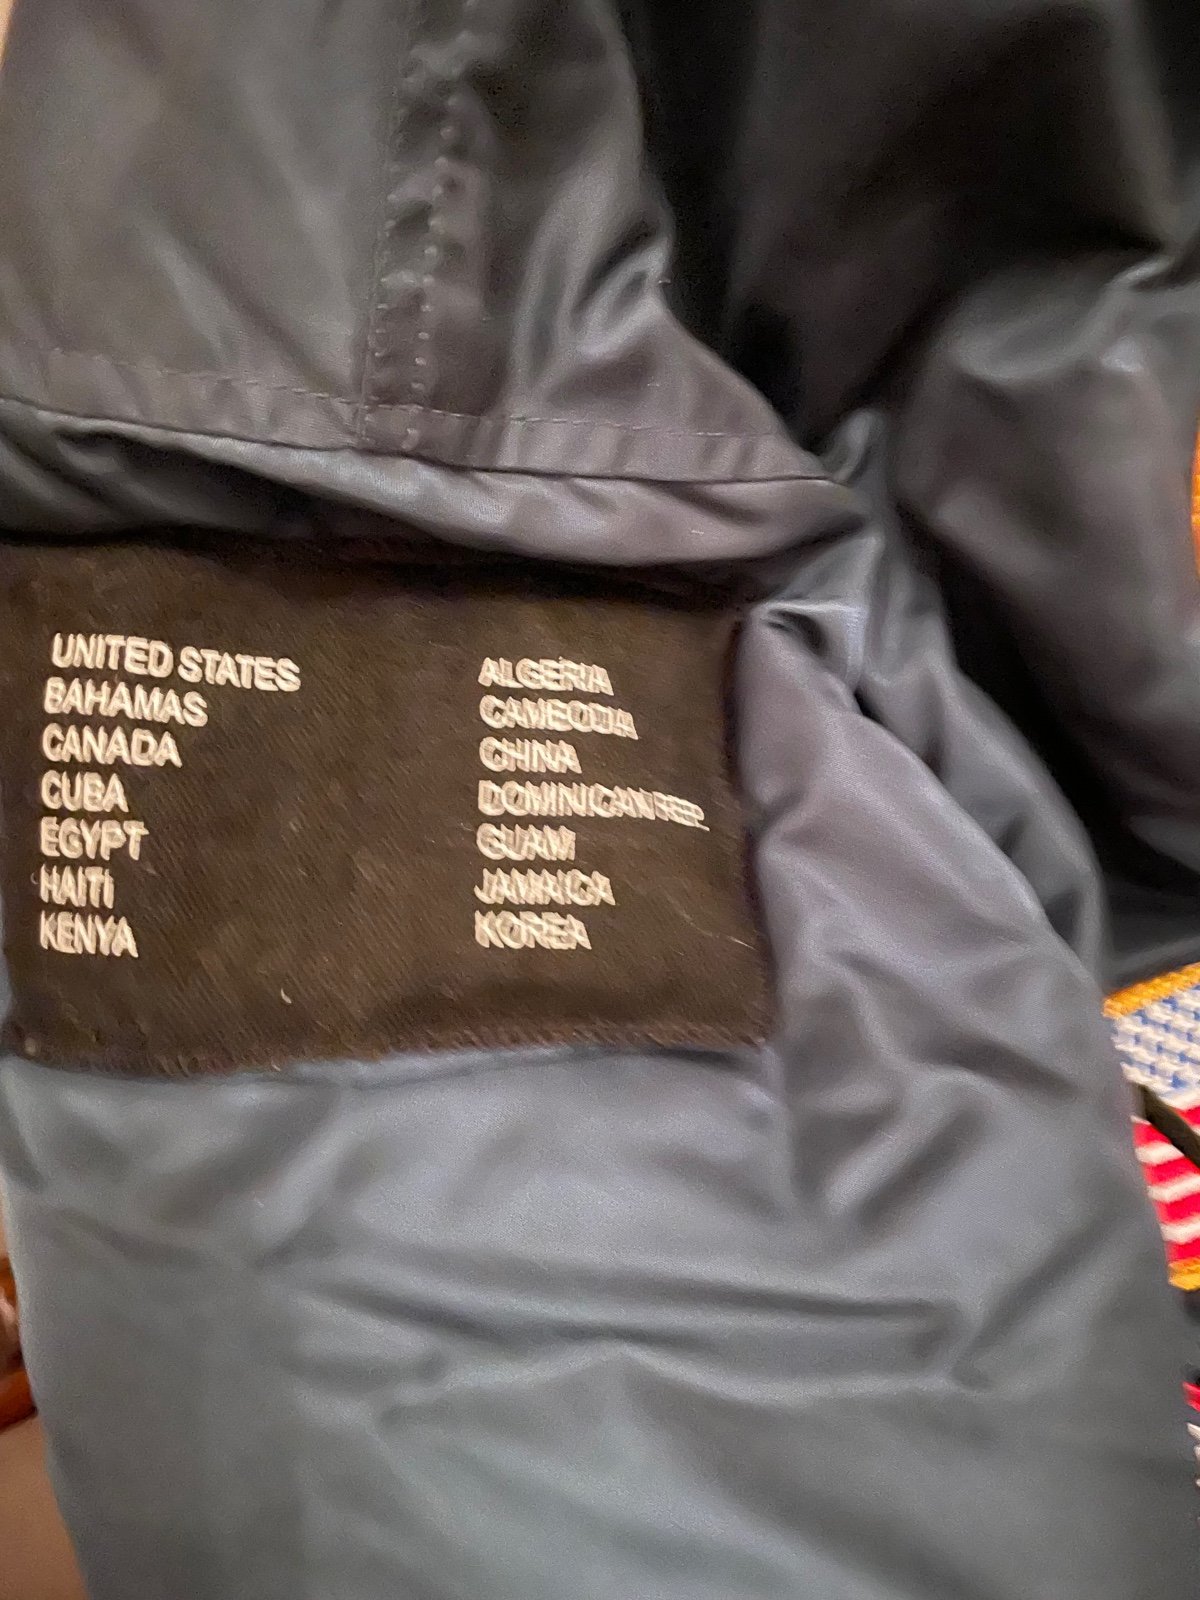 UNITED STATES
BAHAMAS
CANADA
CUBA
EGYPT
HAITI
KENYA
ALGERIA
CAMBODIA
CHINA
DOMINICAN REP.
GUAM
JAMAICA
KOREA